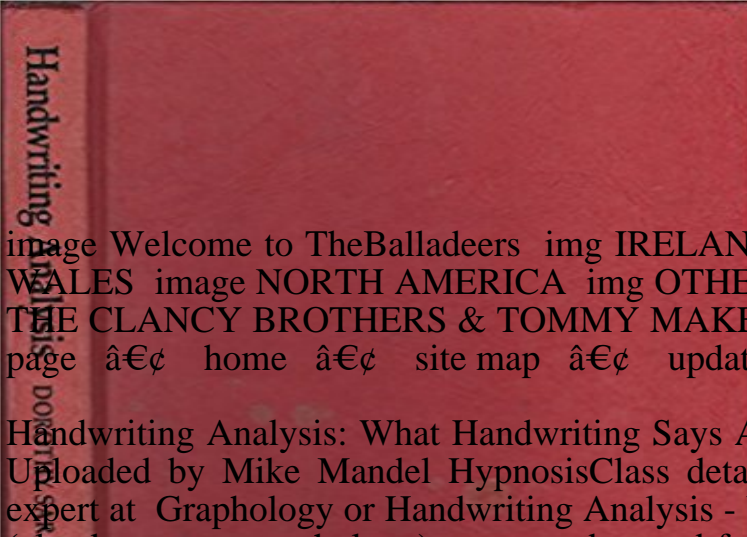 Handwriting Analysis
image Welcome to TheBalladeers img IRELAN
WALES image NORTH AMERICA img OTHE
THE CLANCY BROTHERS & TOMMY MAKE
page • home • site map • updat
Handwriting Analysis: What Handwriting Says A
Uploaded by Mike Mandel HypnosisClass deta
expert at Graphology or Handwriting Analysis -